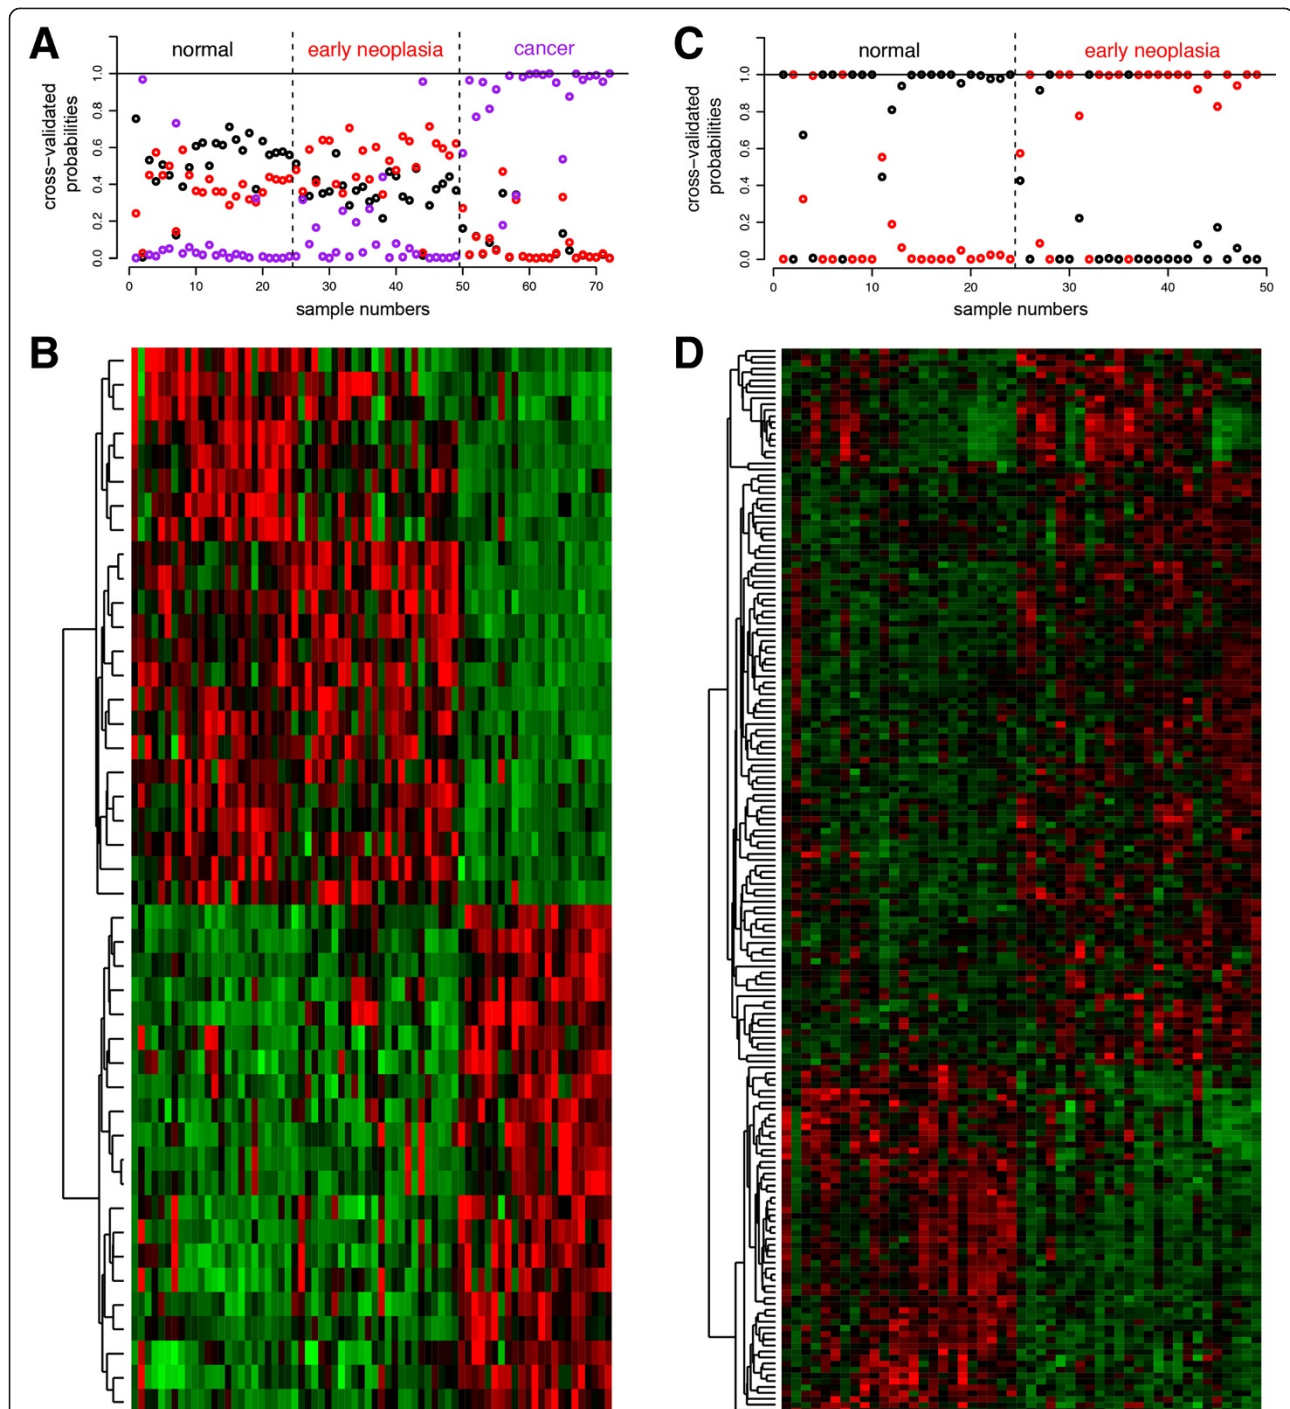 A
normal
early neoplasia
cancer
cross-validated
probabilities
0.0 0.2 0.4 0.6 0.8 1.0
0 10 20 30 40 50 60 70
sample numbers
C
normal
early neoplasia
cross-validated
probabilities
0.0 0.2 0.4 0.6 0.8 1.0
0 10 20 30 40 50
sample numbers
B
D